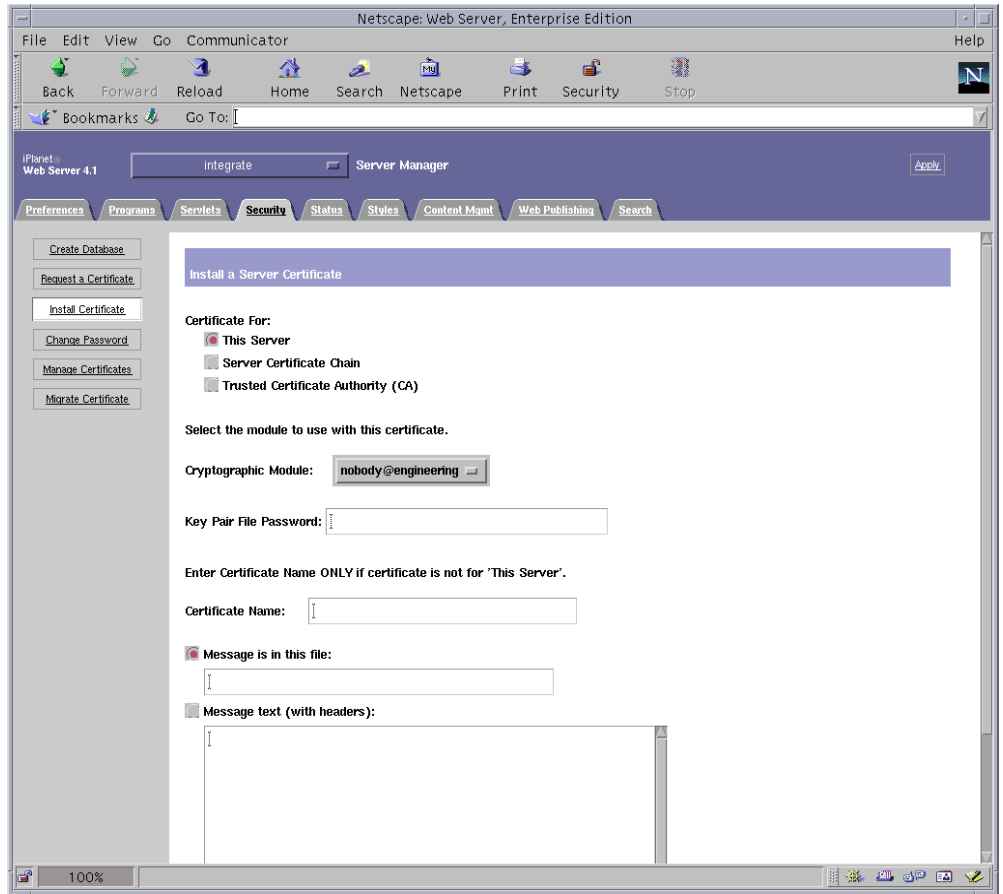 Netscape: Web Server, Enterprise Edition
File Edit View Go Communicator Help
Back Forward Reload Home Search Netscape Print Security Stop
My
N
Bookmarks Go To:
iPlanet
Web Server 4.1
integrate
Server Manager
Apply
Preferences Programs Servlets Security Status Styles Content Mgmt Web Publishing Search
Create Database
Request a Certificate
Install Certificate
Change Password
Manage Certificates
Migrate Certificate
Install a Server Certificate
Certificate For:
This Server
Server Certificate Chain
Trusted Certificate Authority (CA)
Select the module to use with this certificate.
Cryptographic Module: nobody@engineering
Key Pair File Password:
Enter Certificate Name ONLY if certificate is not for 'This Server'.
Certificate Name:
Message is in this file:
Message text (with headers):
100%